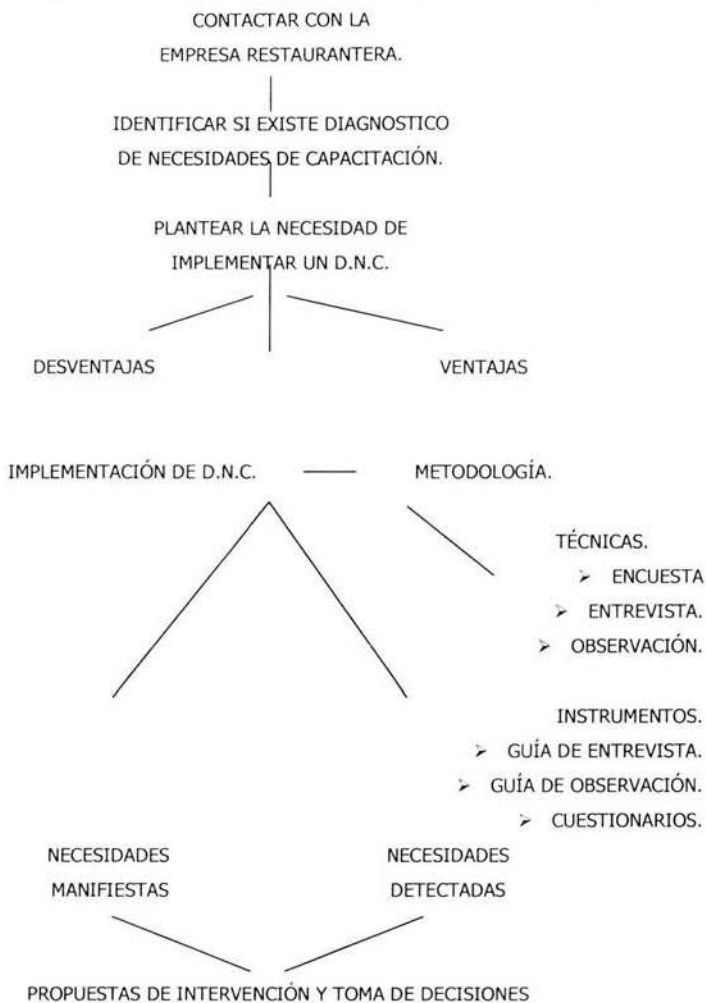 CONTACTAR CON LA
EMPRESA RESTAURANTERA.
IDENTIFICAR SI EXISTE DIAGNOSTICO
DE NECESIDADES DE CAPACITACIÓN.
PLANTEAR LA NECESIDAD DE
IMPLEMENTAR UN D.N.C.
DESVENTAJAS
VENTAJAS
IMPLEMENTACIÓN DE D.N.C.
METODOLOGÍA.
TÉCNICAS.
➢ ENCUESTA
➢ ENTREVISTA.
➢ OBSERVACIÓN.
INSTRUMENTOS.
➢ GUÍA DE ENTREVISTA.
➢ GUÍA DE OBSERVACIÓN.
➢ CUESTIONARIOS.
NECESIDADES
MANIFIESTAS
NECESIDADES
DETECTADAS
PROPUESTAS DE INTERVENCIÓN Y TOMA DE DECISIONES